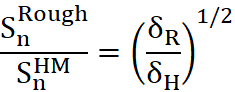 S_n^Rough / S_n^HM = (δ_R / δ_H)^1/2